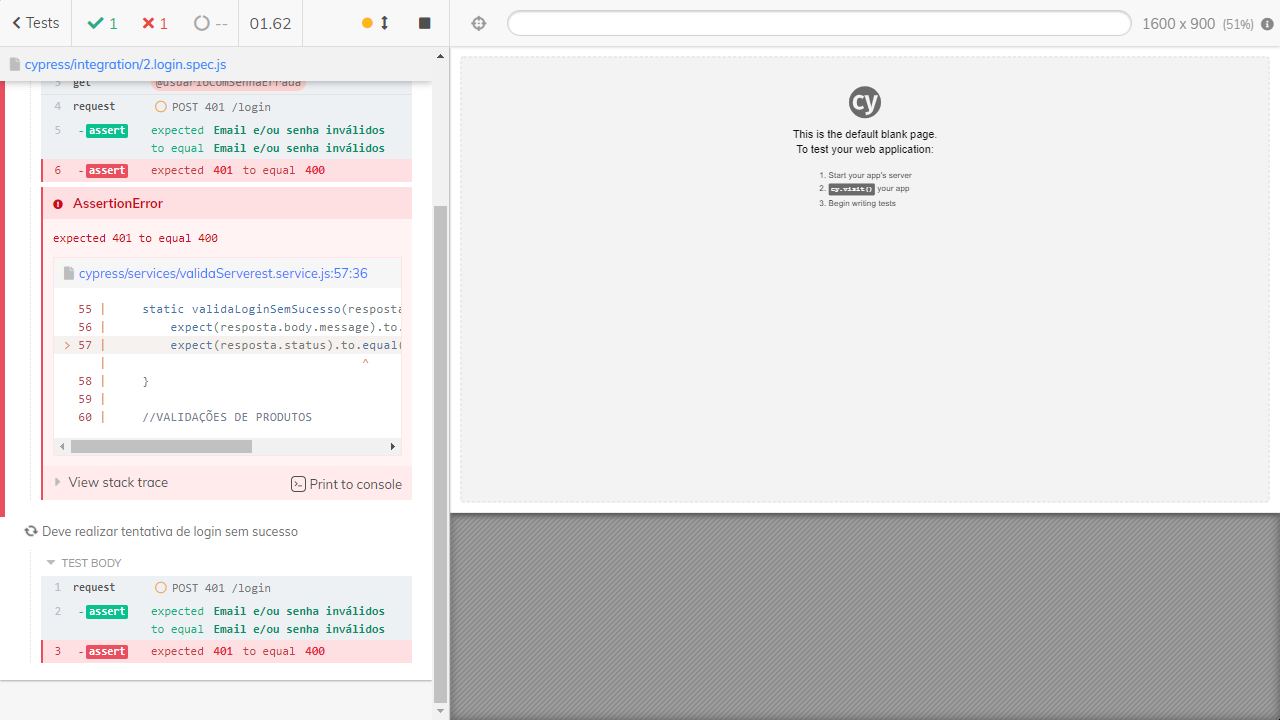 Tests
1
1
--
01.62
1600 x 900 (51%)
cypress/integration/2.login.spec.js
3 get @usuarioComSenhaErrada
4 request POST 401 /login
5 -assert expected Email e/ou senha inválidos
to equal Email e/ou senha inválidos
6 -assert expected 401 to equal 400
AssertionError
expected 401 to equal 400
cypress/services/validaServerest.service.js:57:36
55 | static validaLoginSemSucesso(resposta
56 | expect(resposta.body.message).to.
> 57 | expect(resposta.status).to.equal(
| ^
58 | }
59 |
60 | //VALIDAÇÕES DE PRODUTOS
View stack trace
Print to console
Deve realizar tentativa de login sem sucesso
TEST BODY
1 request POST 401 /login
2 -assert expected Email e/ou senha inválidos
to equal Email e/ou senha inválidos
3 -assert expected 401 to equal 400
cy
This is the default blank page.
To test your web application:
1. Start your app's server
2. cy.visit() your app
3. Begin writing tests